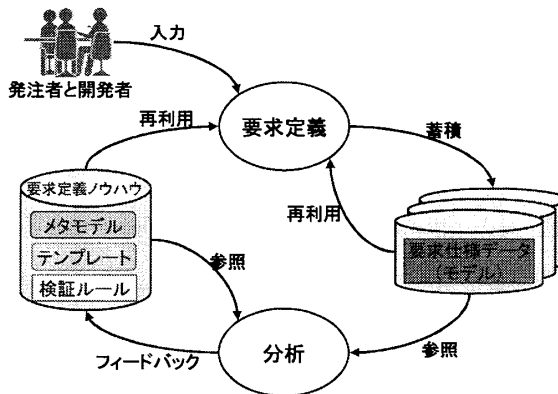 入力
発注者と開発者
再利用
要求定義
蓄積
要求定義ノウハウ
メタモデル
テンプレート
検証ルール
再利用
要求仕様データ
(モデル)
参照
参照
分析
フィードバック